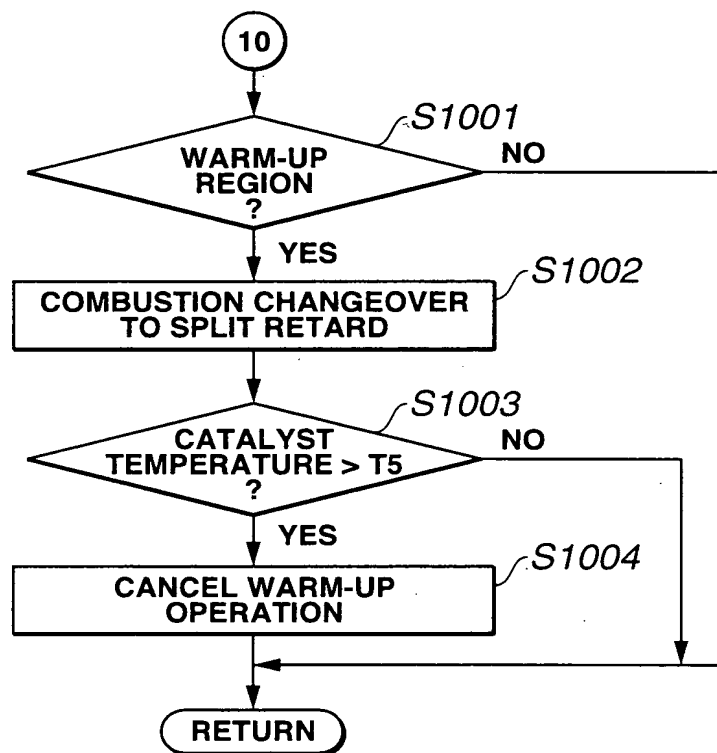 10
S1001
WARM-UP
REGION
?
NO
YES
S1002
COMBUSTION CHANGEOVER
TO SPLIT RETARD
S1003
CATALYST
TEMPERATURE > T5
?
NO
YES
S1004
CANCEL WARM-UP
OPERATION
RETURN